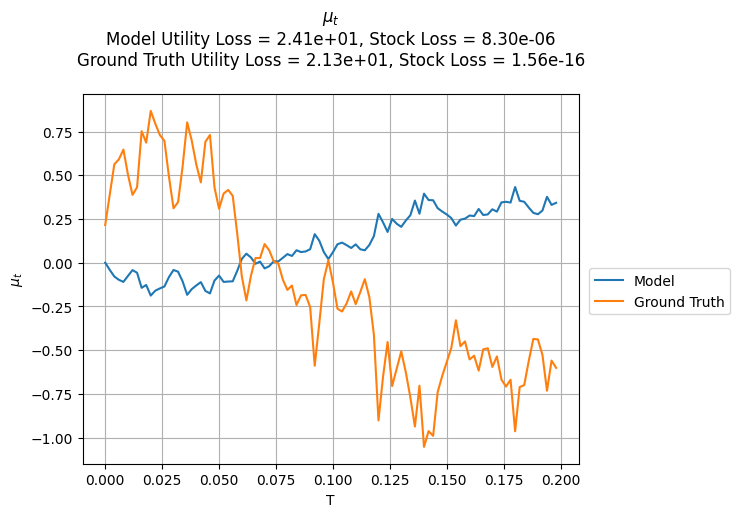 μ_t
Model Utility Loss = 2.41e+01, Stock Loss = 8.30e-06
Ground Truth Utility Loss = 2.13e+01, Stock Loss = 1.56e-16
0.75
0.50
0.25
0.00
−0.25
−0.50
−0.75
−1.00
μ_t
0.000 0.025 0.050 0.075 0.100 0.125 0.150 0.175 0.200
T
Model
Ground Truth